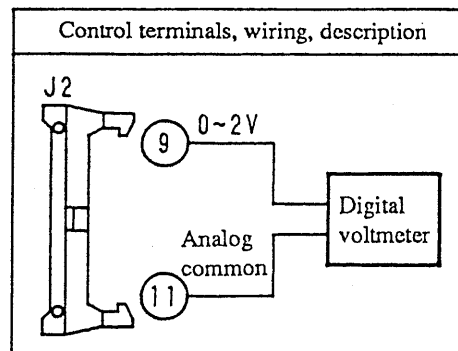 Control terminals, wiring, description
J2
9
0~2V
Digital
voltmeter
Analog
common
11